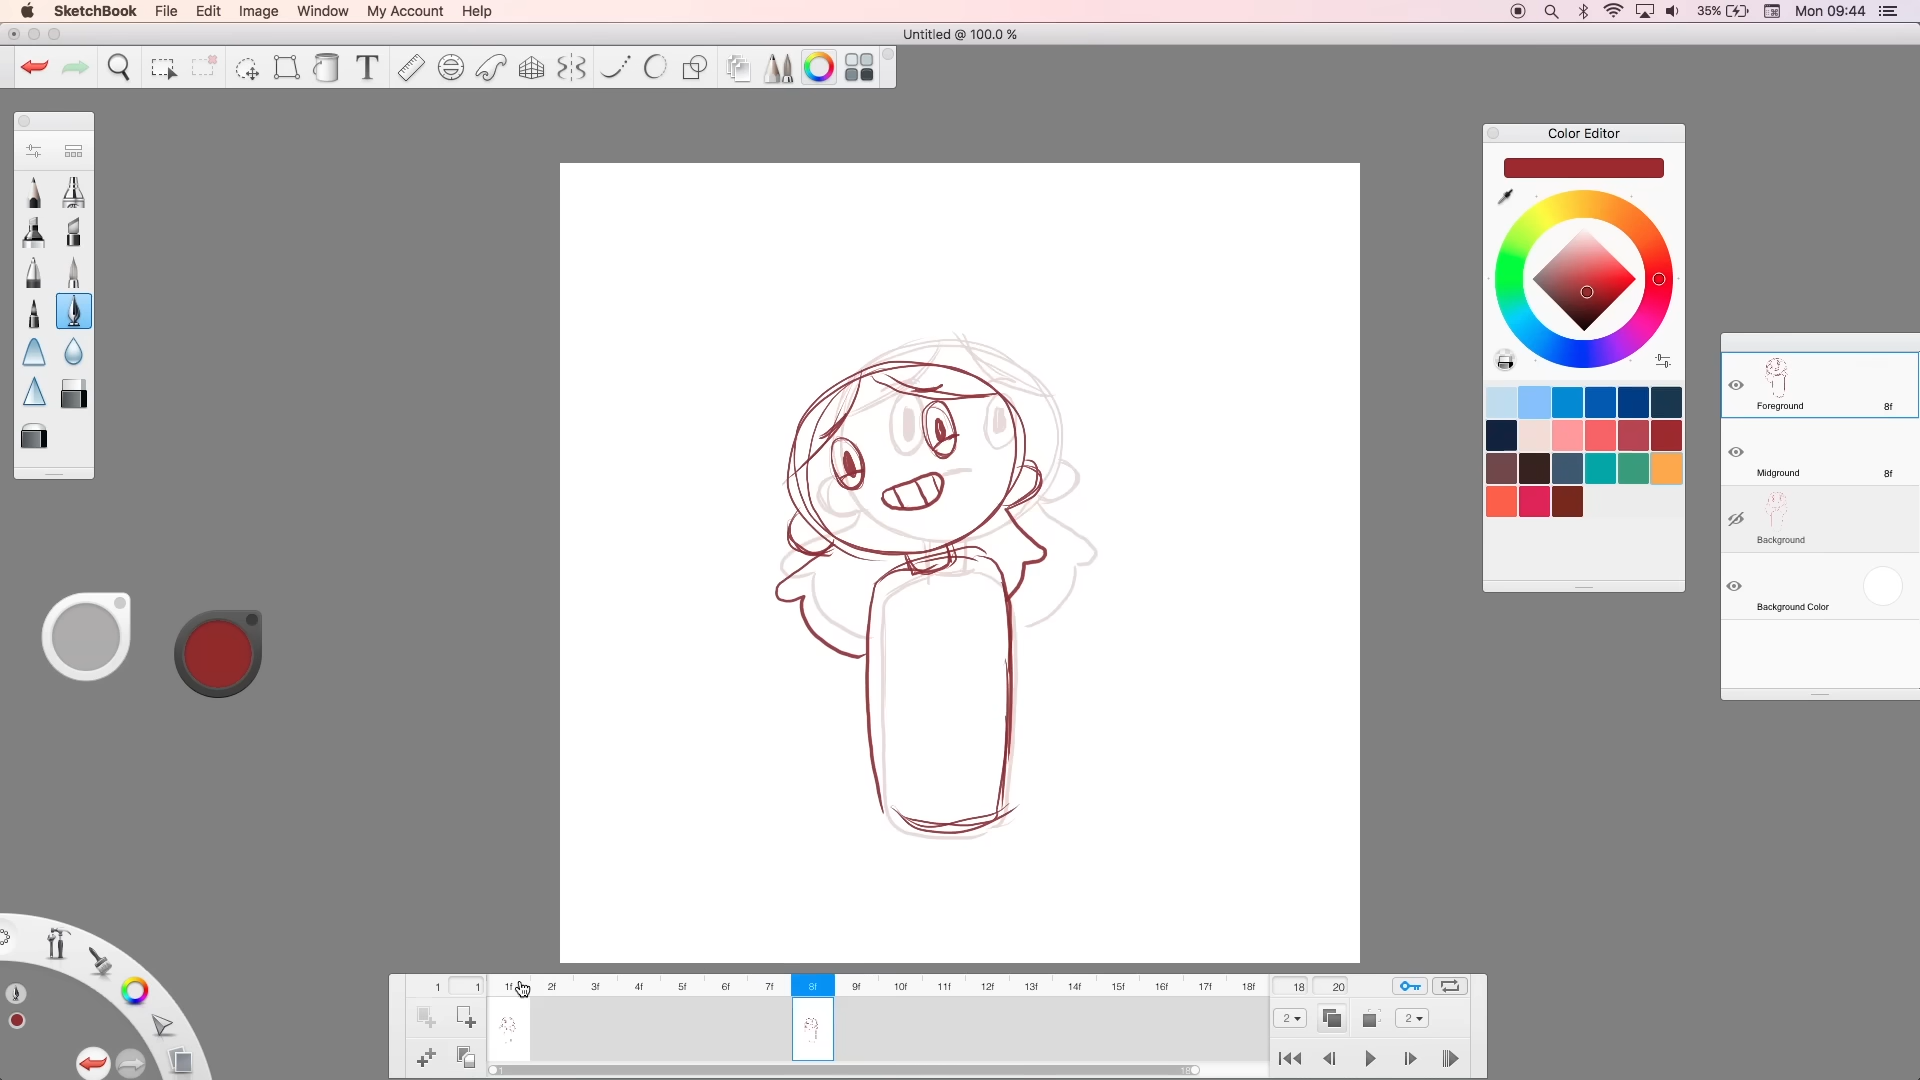 SketchBook File Edit Image Window My Account Help 35% Mon 09:44
Untitled @ 100.0 %
T
Color Editor
Foreground 8f
Midground 8f
Background
Background Color
1 1 1f 2f 3f 4f 5f 6f 7f 8f 9f 10f 11f 12f 13f 14f 15f 16f 17f 18f 18 20
2 2
1 18